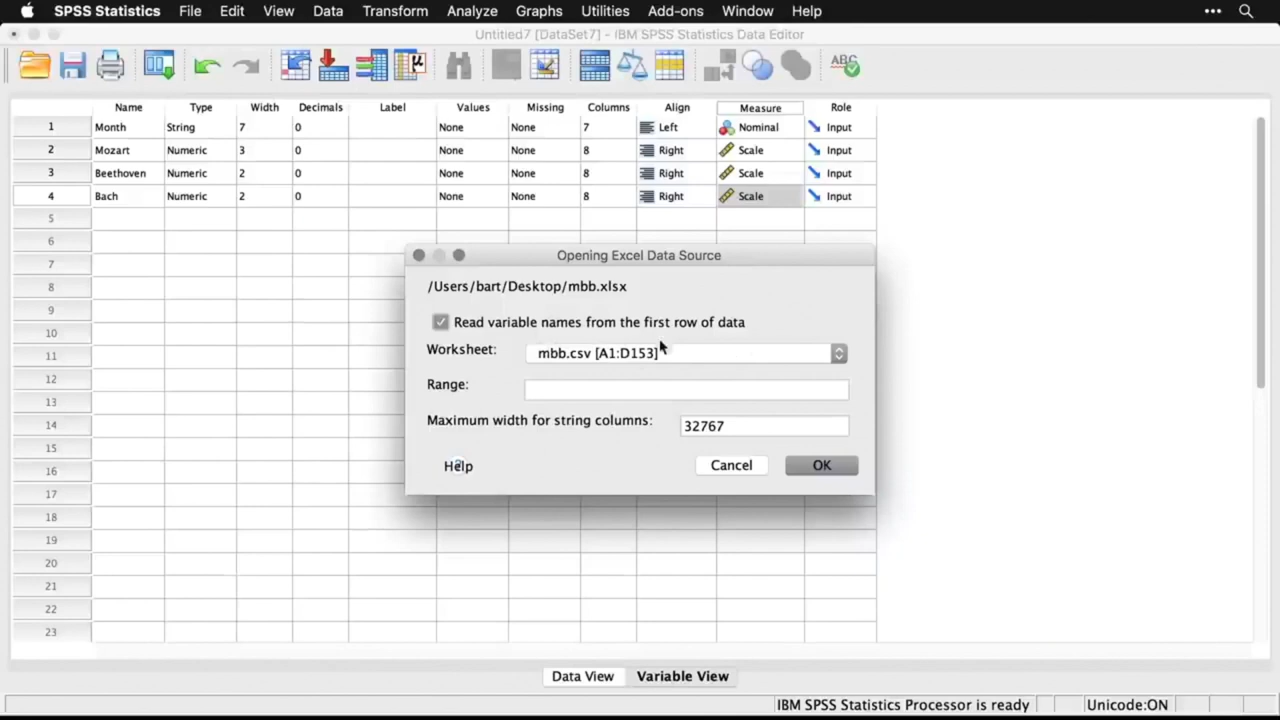 SPSS Statistics File Edit View Data Transform Analyze Graphs Utilities Add-ons Window Help
Untitled7 [DataSet7] - IBM SPSS Statistics Data Editor
Name Type Width Decimals Label Values Missing Columns Align Measure Role
1 Month String 7 0 None None 7 Left Nominal Input
2 Mozart Numeric 3 0 None None 8 Right Scale Input
3 Beethoven Numeric 2 0 None None 8 Right Scale Input
4 Bach Numeric 2 0 None None 8 Right Scale Input
5
6
7
8
9
10
11
12
13
14
15
16
17
18
19
20
21
22
23
Opening Excel Data Source
/Users/bart/Desktop/mbb.xlsx
Read variable names from the first row of data
Worksheet: mbb.csv [A1:D153]
Range:
Maximum width for string columns: 32767
Help Cancel OK
Data View Variable View
IBM SPSS Statistics Processor is ready Unicode:ON